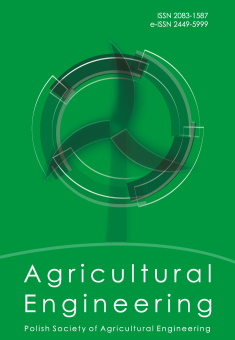 ISSN 2083-1587
e-ISSN 2449-5999
Agricultural
Engineering
Polish Society of Agricultural Engineering